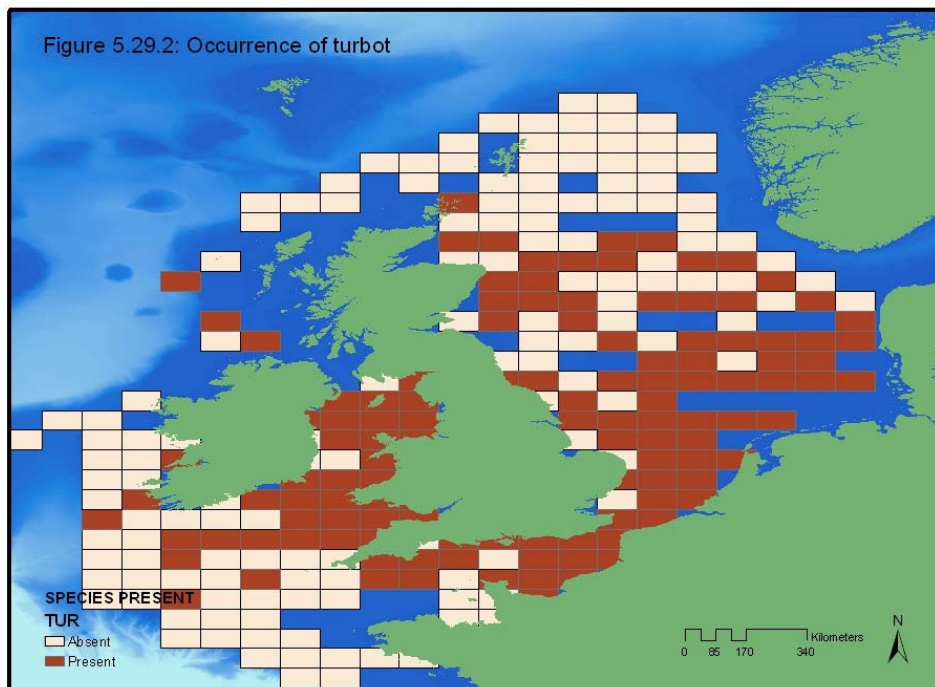 Figure 5.29.2: Occurrence of turbot
SPECIES PRESENT
TUR
Absent
Present
N
Kilometers
0 85 170 340